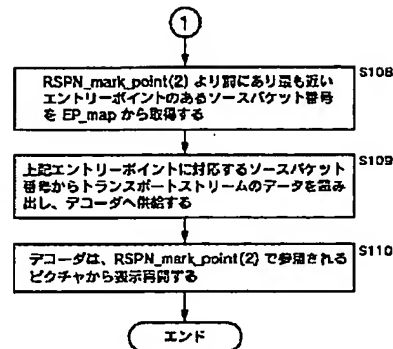 1
RSPN_mark_point(2) より前にあり最も近い
エントリーポイントのあるソースパケット番号
を EP_map から取得する
S108
上記エントリーポイントに対応するソースパケット
番号からトランスポートストリームのデータを読み
出し、デコーダへ供給する
S109
デコーダは、RSPN_mark_point(2) で参照される
ピクチャから表示再開する
S110
エンド